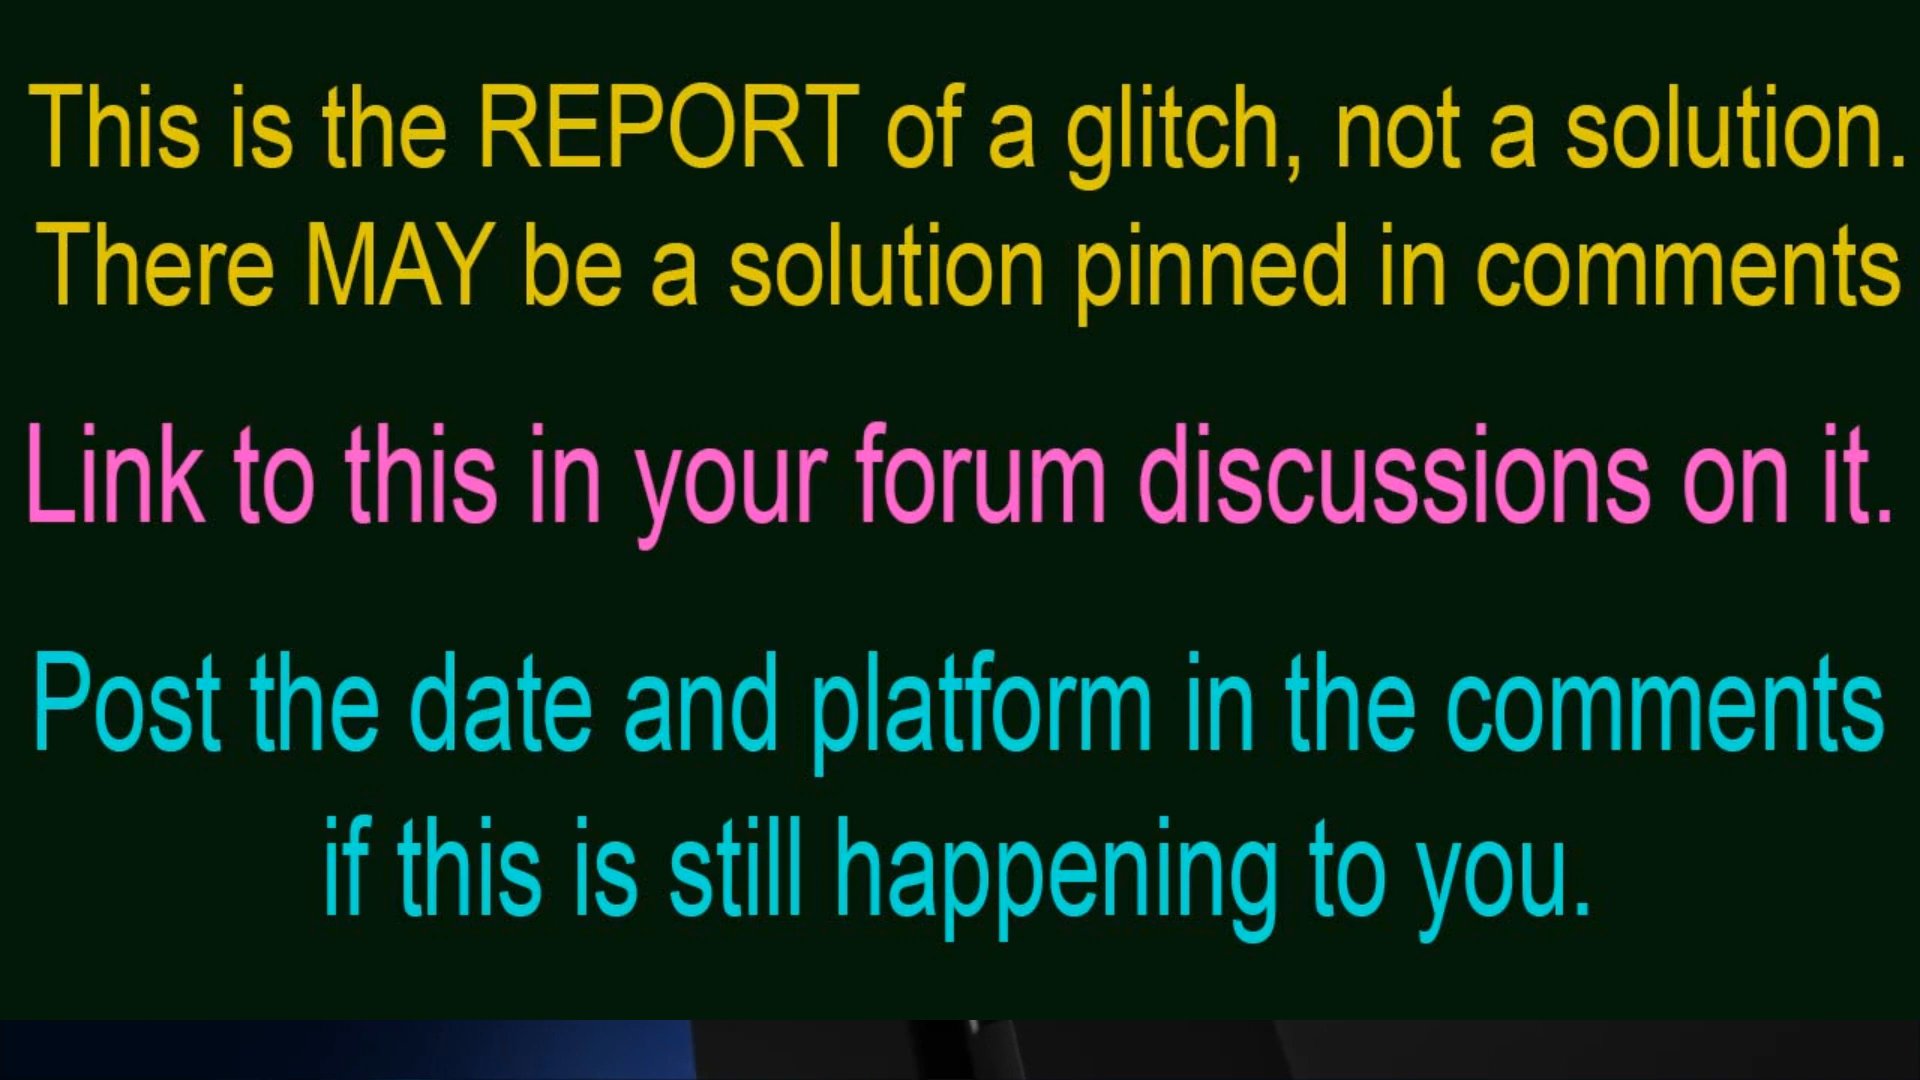 This is the REPORT of a glitch, not a solution.
There MAY be a solution pinned in comments
Link to this in your forum discussions on it.
Post the date and platform in the comments
if this is still happening to you.